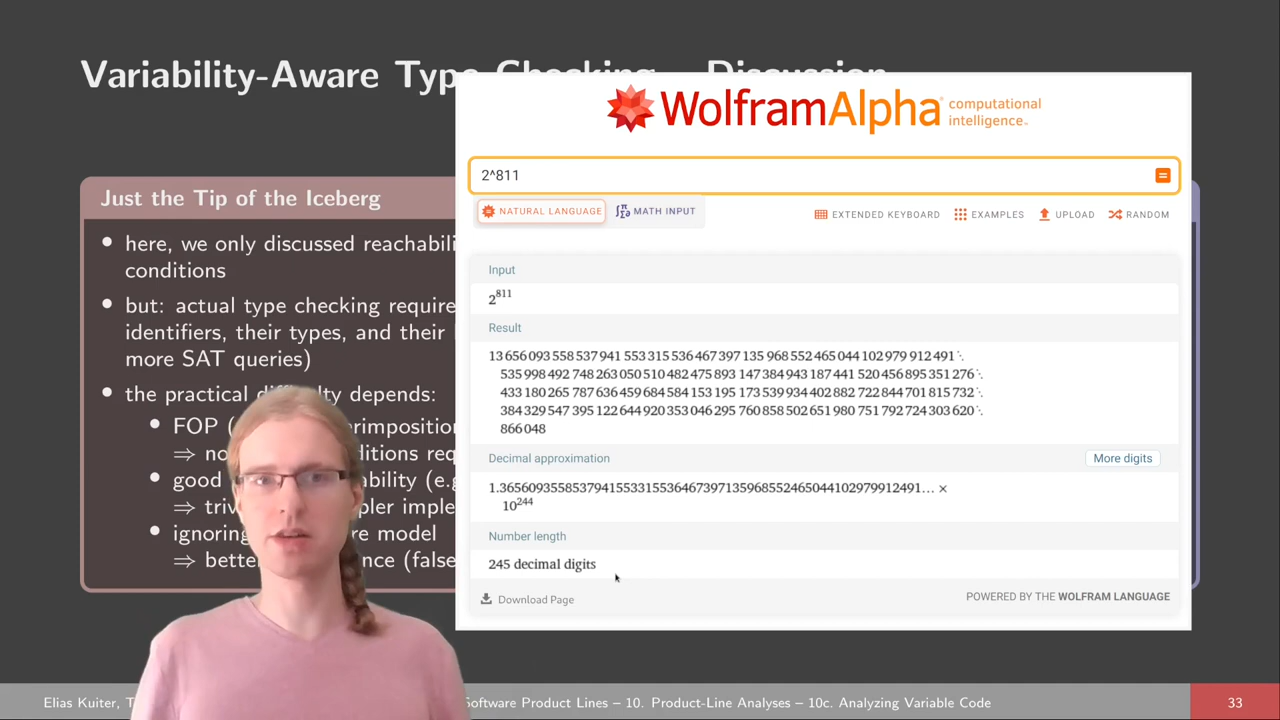 Variability-Aware Type Checking – Discussion
WolframAlpha computational intelligence™
2^811
NATURAL LANGUAGE MATH INPUT EXTENDED KEYBOARD EXAMPLES UPLOAD RANDOM
Input
2^811
Result
13 656 093 558 537 941 553 315 536 467 397 135 968 552 465 044 102 979 912 491
535 998 492 748 263 050 510 482 475 893 147 384 943 187 441 520 456 895 351 276
433 180 265 787 636 459 684 584 153 195 173 539 934 402 882 722 844 701 815 732
384 329 547 395 122 644 920 353 046 295 760 858 502 651 980 751 792 724 303 620
866 048
Decimal approximation More digits
1.3656093558537941553315536467397135968552465044102979912491... ×
10^244
Number length
245 decimal digits
Download Page POWERED BY THE WOLFRAM LANGUAGE
Just the Tip of the Iceberg
• here, we only discussed
conditions
• but: actual type checking
identifiers, their types, and their
more SAT queries)
• the practical difficulty depends:
• FOP (
⇒
• good
⇒
• ignoring
⇒
Elias Kuiter, Software Product Lines – 10. Product-Line Analyses – 10c. Analyzing Variable Code 33